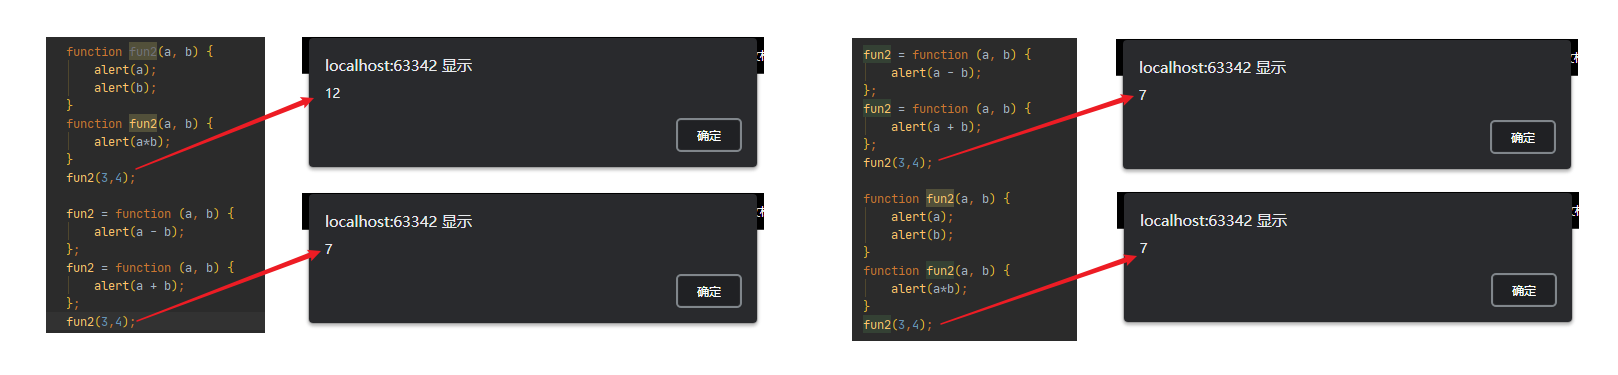 function fun2(a, b) {
    alert(a);
    alert(b);
}
function fun2(a, b) {
    alert(a*b);
}
fun2(3,4);
fun2 = function (a, b) {
    alert(a - b);
};
fun2 = function (a, b) {
    alert(a + b);
};
fun2(3,4);
localhost:63342 显示
12
确定
localhost:63342 显示
7
确定
fun2 = function (a, b) {
    alert(a - b);
};
fun2 = function (a, b) {
    alert(a + b);
};
fun2(3,4);
function fun2(a, b) {
    alert(a);
    alert(b);
}
function fun2(a, b) {
    alert(a*b);
}
fun2(3,4);
localhost:63342 显示
7
确定
localhost:63342 显示
7
确定